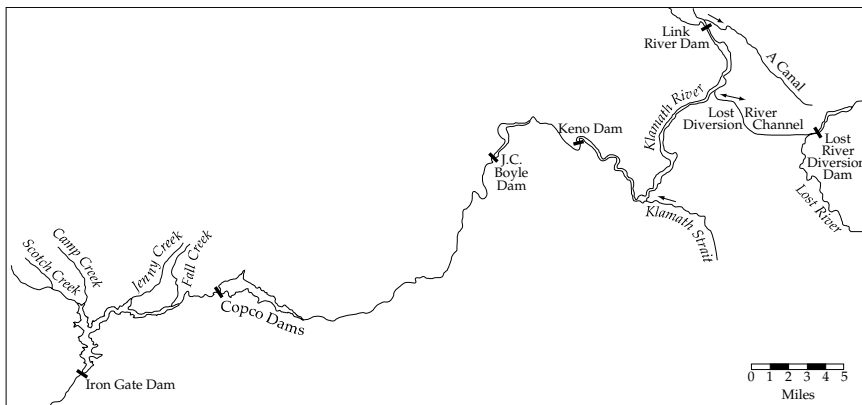 Link
River Dam
A Canal
Klamath River
Lost River
Diversion Channel
Keno Dam
Lost
River
Diversion
Dam
J.C.
Boyle
Dam
Lost River
Klamath Strait
Camp Creek
Scotch Creek
Jenny Creek
Fall Creek
Copco Dams
Iron Gate Dam
0 1 2 3 4 5
Miles